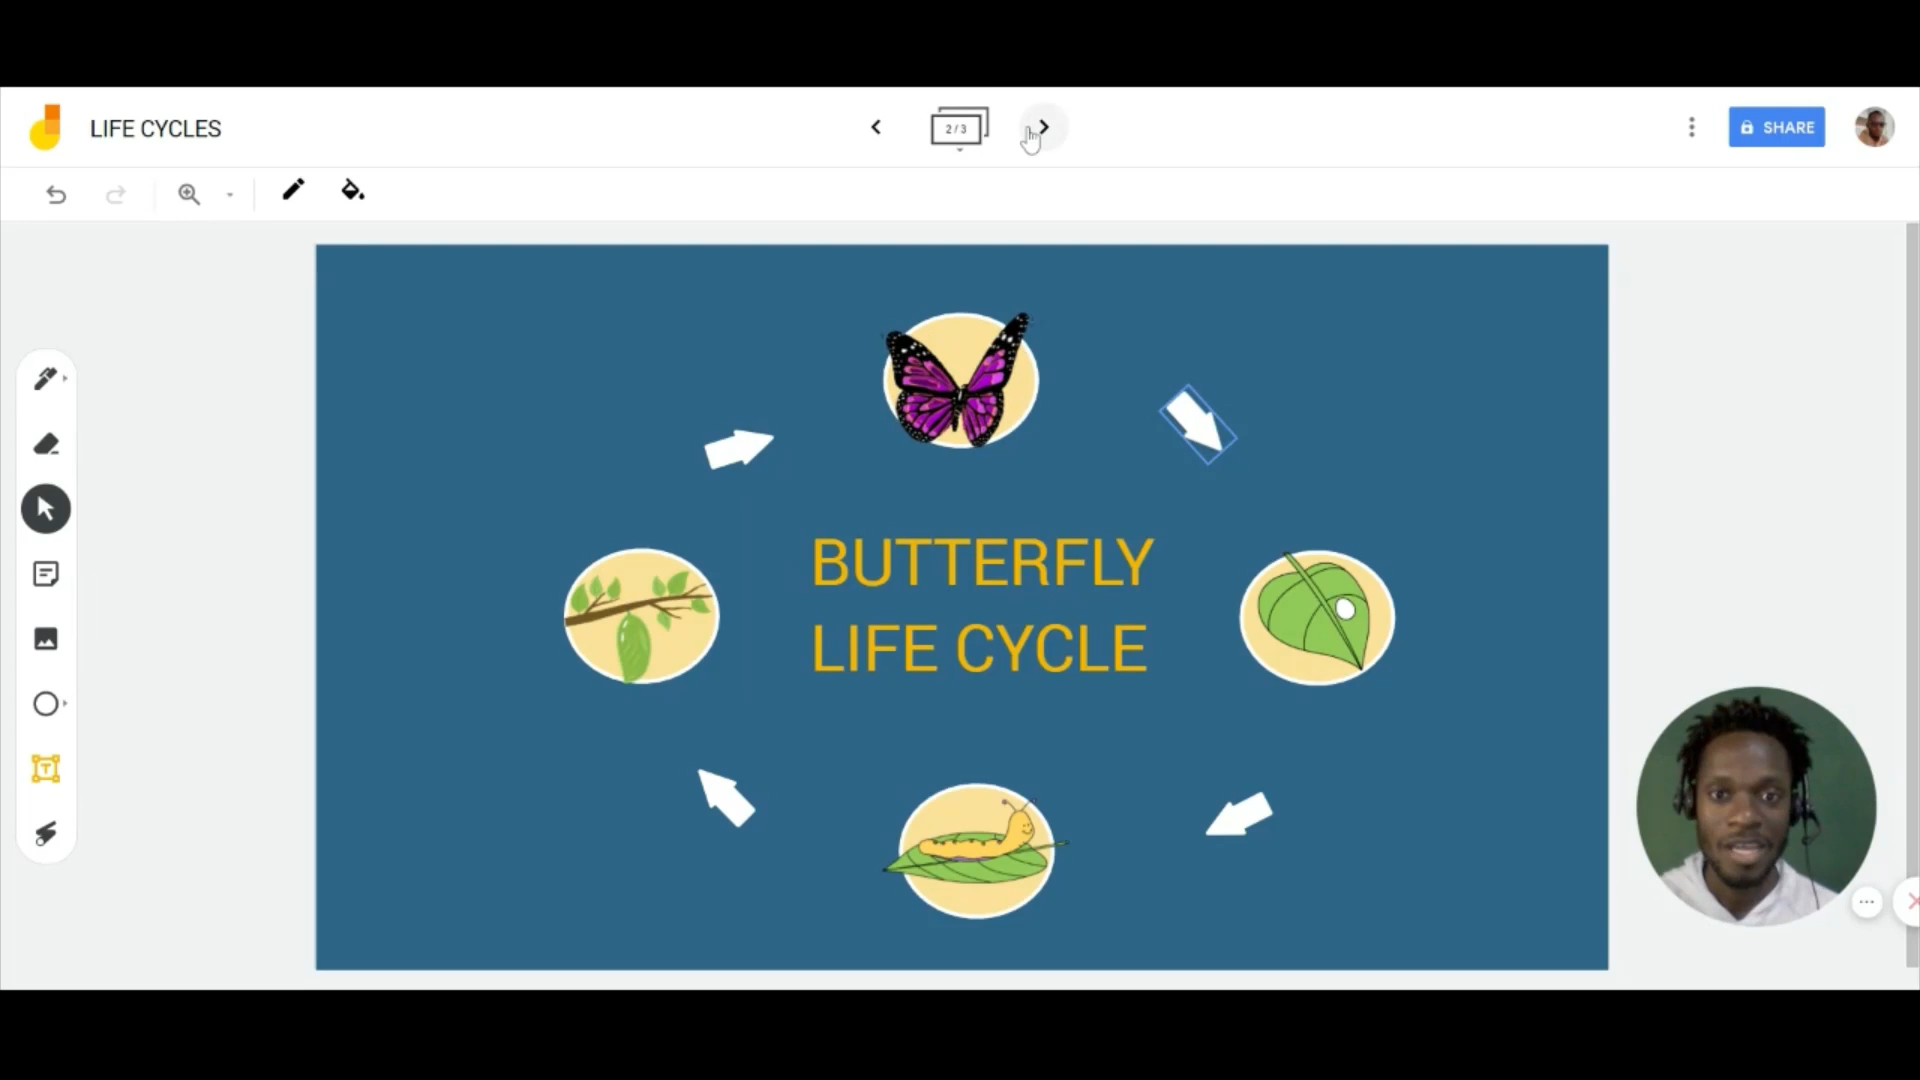 LIFE CYCLES
2/3
SHARE
T
BUTTERFLY
LIFE CYCLE